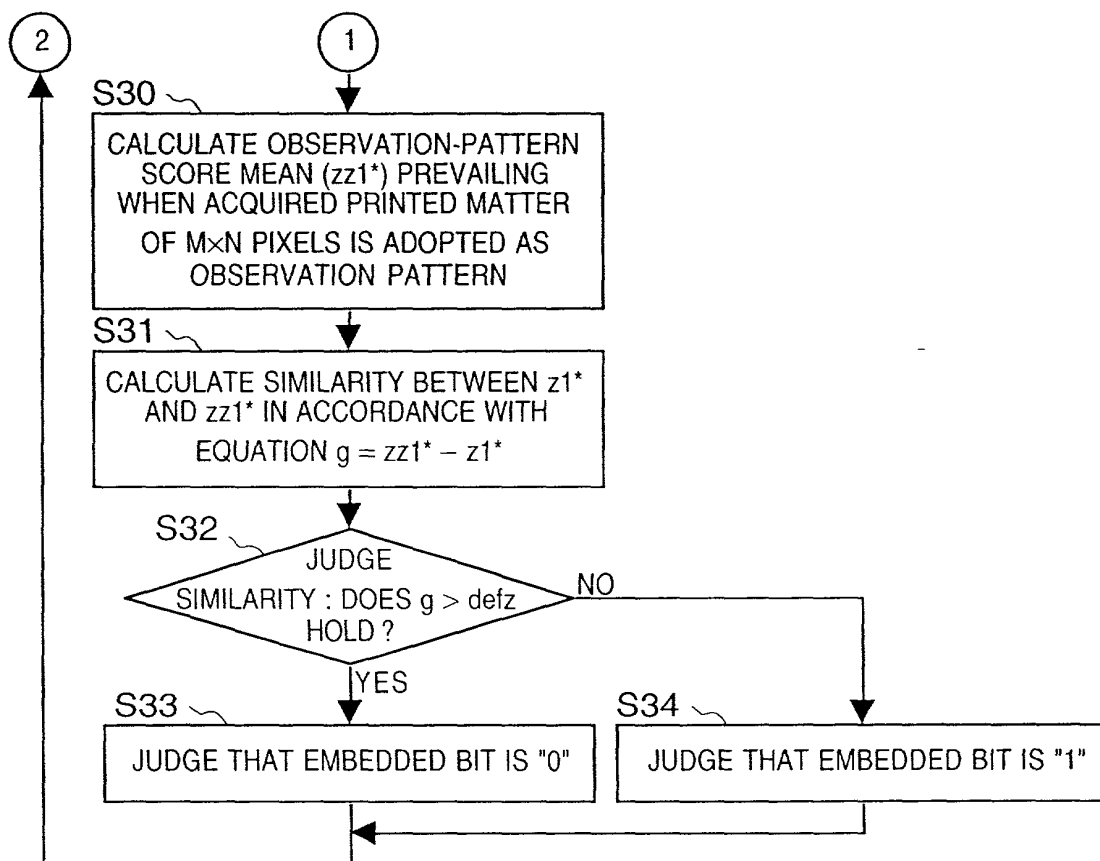 2
1
S30
CALCULATE OBSERVATION-PATTERN
SCORE MEAN (zz1*) PREVAILING
WHEN ACQUIRED PRINTED MATTER
OF M×N PIXELS IS ADOPTED AS
OBSERVATION PATTERN
S31
CALCULATE SIMILARITY BETWEEN z1*
AND zz1* IN ACCORDANCE WITH
EQUATION g = zz1* – z1*
S32
JUDGE
SIMILARITY : DOES g > defz
HOLD ?
NO
YES
S33
JUDGE THAT EMBEDDED BIT IS "0"
S34
JUDGE THAT EMBEDDED BIT IS "1"